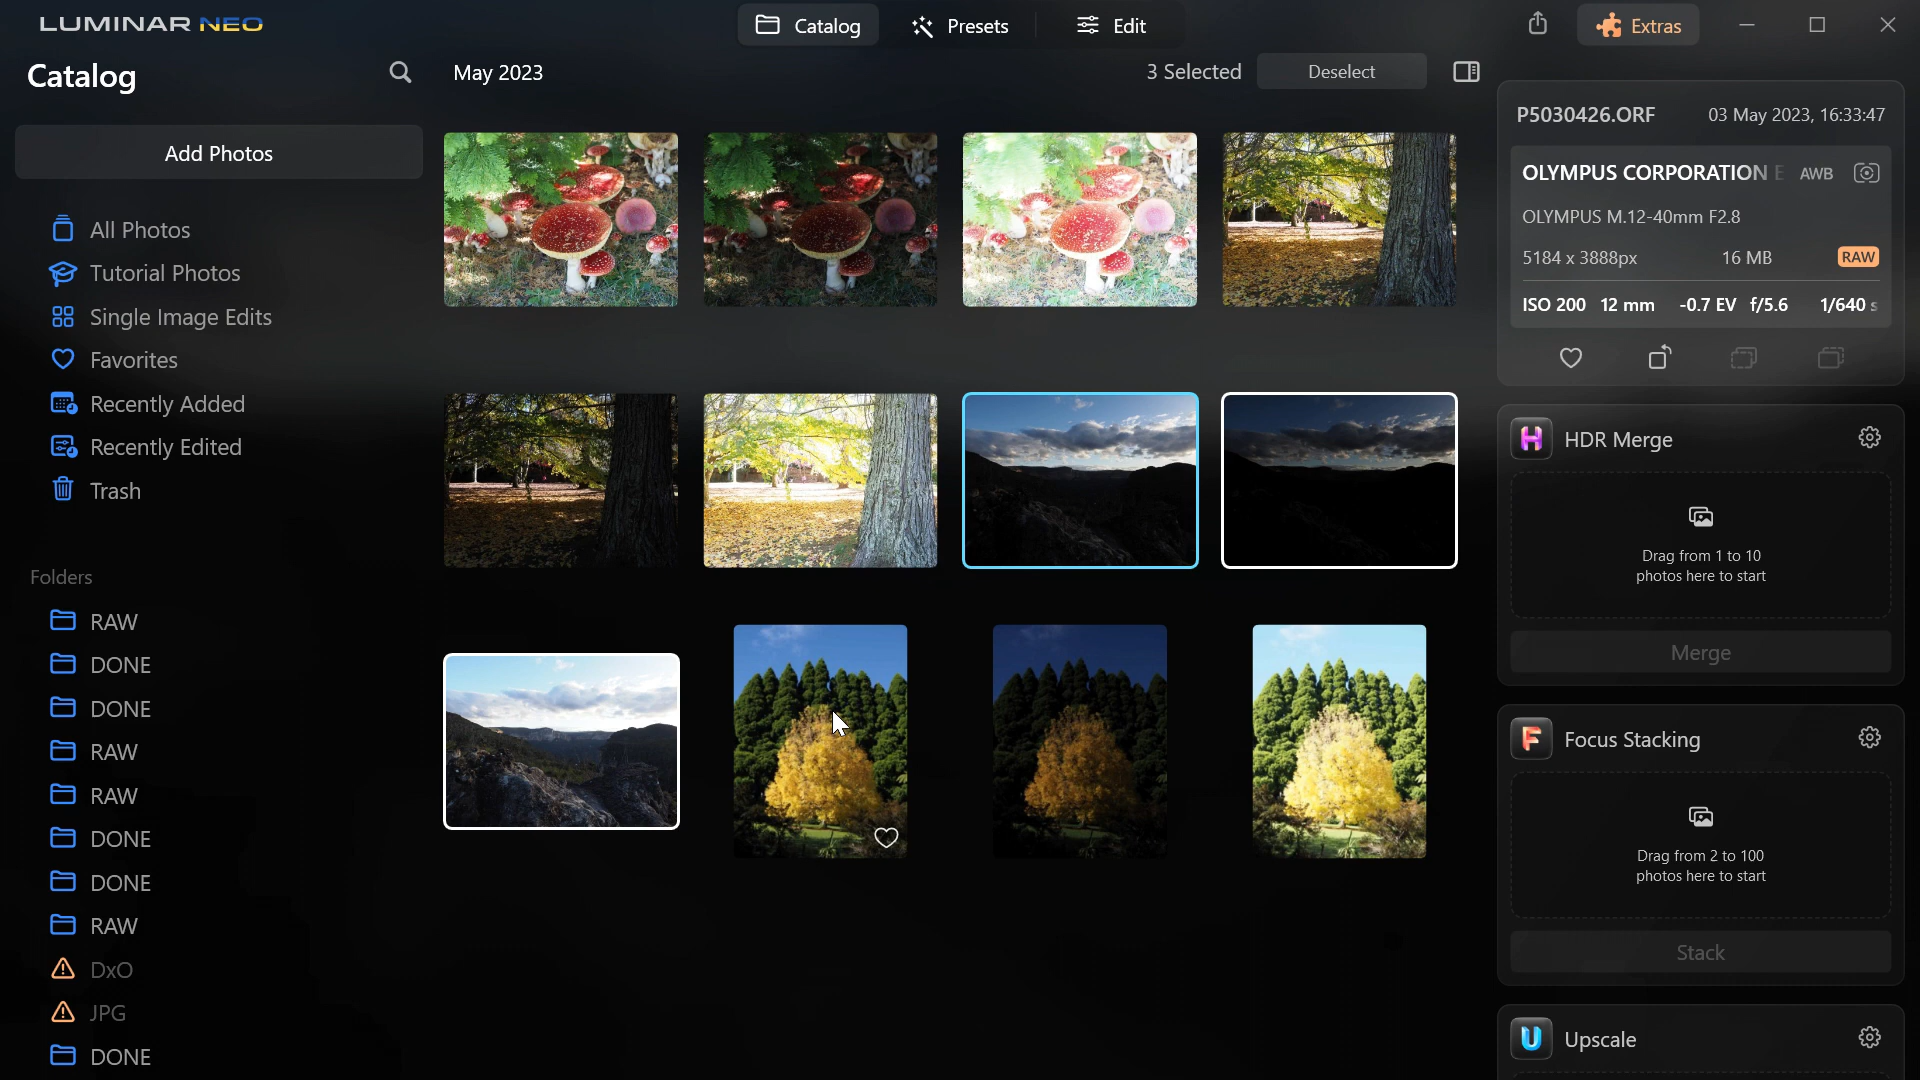 LUMINAR NEO
Catalog
Presets
Edit
Extras
Catalog
May 2023
3 Selected
Deselect
Add Photos
All Photos
Tutorial Photos
Single Image Edits
Favorites
Recently Added
Recently Edited
Trash
Folders
RAW
DONE
DONE
RAW
RAW
DONE
DONE
RAW
DxO
JPG
DONE
P5030426.ORF
03 May 2023, 16:33:47
OLYMPUS CORPORATION E
AWB
OLYMPUS M.12-40mm F2.8
5184 x 3888px
16 MB
RAW
ISO 200
12 mm
-0.7 EV
f/5.6
1/640 s
HDR Merge
Drag from 1 to 10
photos here to start
Merge
Focus Stacking
Drag from 2 to 100
photos here to start
Stack
Upscale